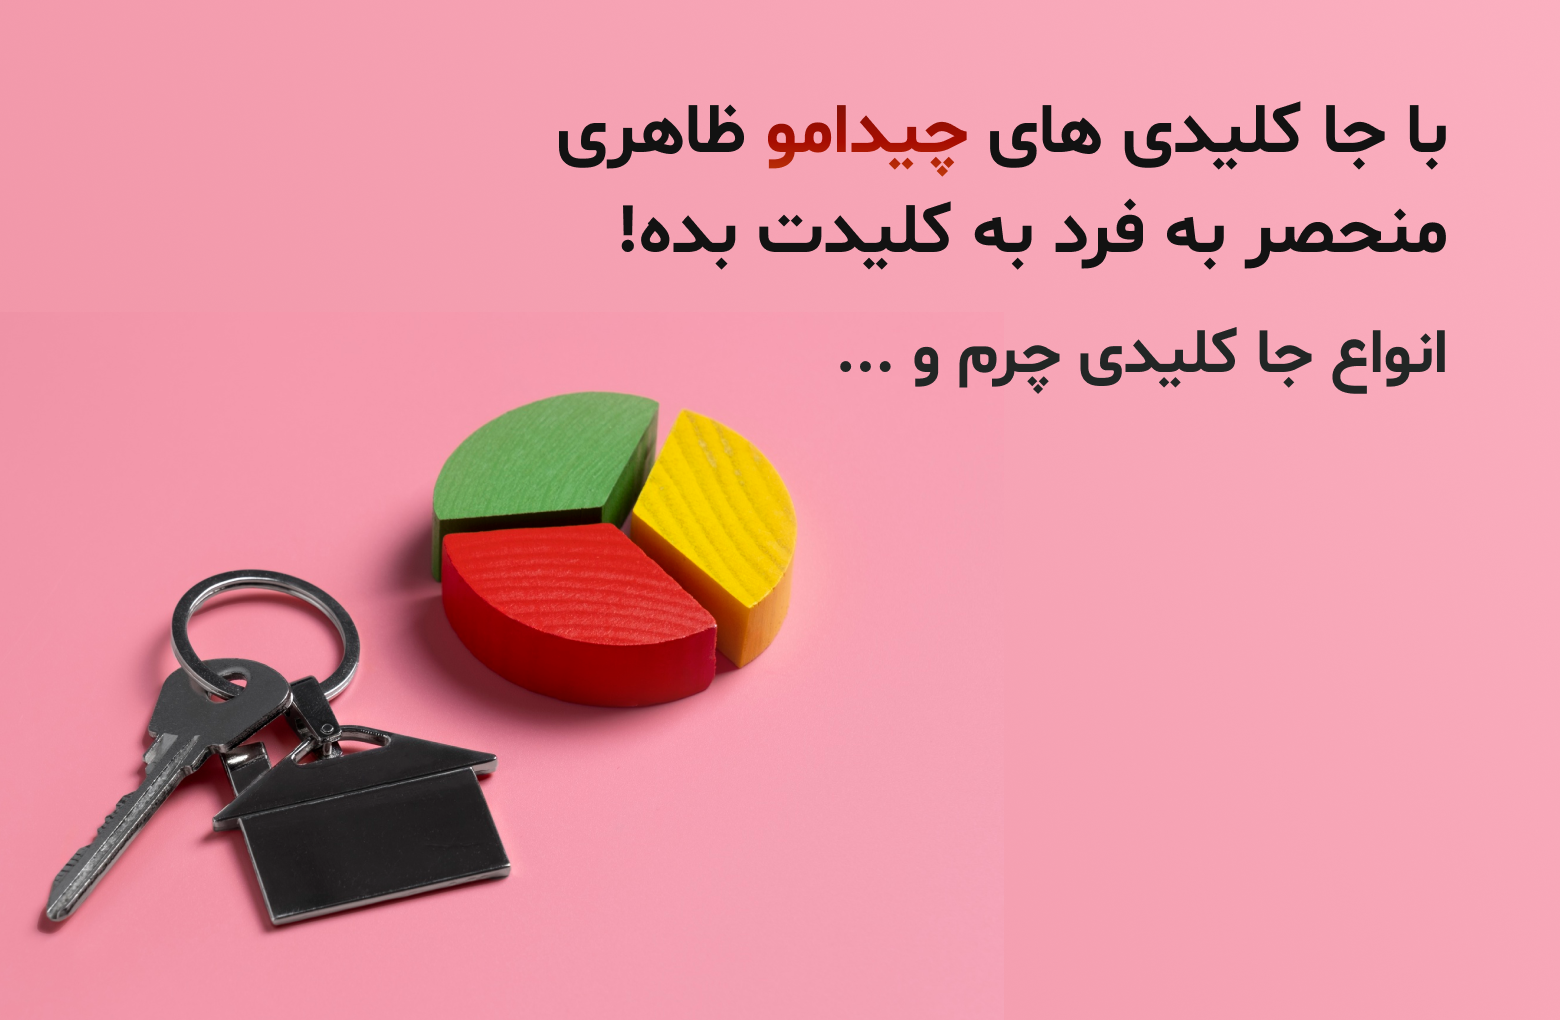 با جا کلیدی های چیدامو ظاهری
منحصر به فرد به کلیدت بده!
انواع جا کلیدی چرم و ...